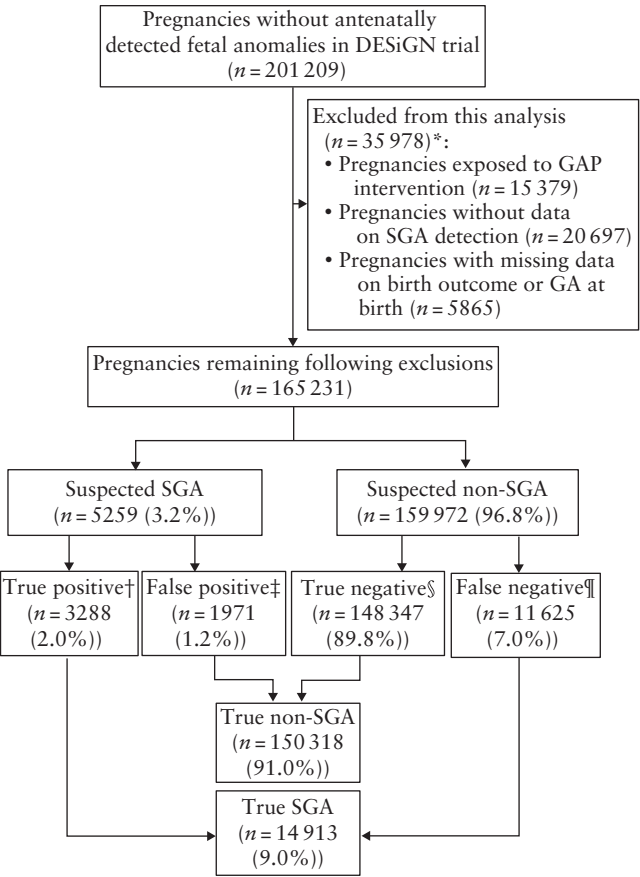 Pregnancies without antenatally
detected fetal anomalies in DESiGN trial
(n = 201 209)
Excluded from this analysis
(n = 35 978)*:
• Pregnancies exposed to GAP
intervention (n = 15 379)
• Pregnancies without data
on SGA detection (n = 20 697)
• Pregnancies with missing data
on birth outcome or GA at
birth (n = 5865)
Pregnancies remaining following exclusions
(n = 165 231)
Suspected SGA
(n = 5259 (3.2%))
Suspected non-SGA
(n = 159 972 (96.8%))
True positive†
(n = 3288
(2.0%))
False positive‡
(n = 1971
(1.2%))
True negative§
(n = 148 347
(89.8%))
False negative¶
(n = 11 625
(7.0%))
True non-SGA
(n = 150 318
(91.0%))
True SGA
(n = 14 913
(9.0%))